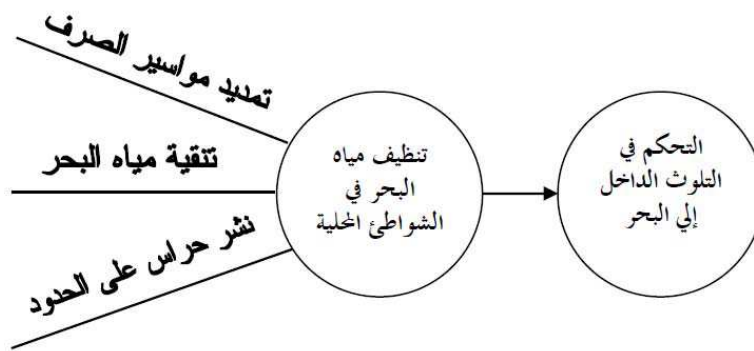 تمديد مواسير الصرف
تنقية مياه البحر
نشر حراس على الحدود
تنظيف مياه
البحر في
الشواطئ المحلية
التحكم في
التلوث الداخل
إلي البحر